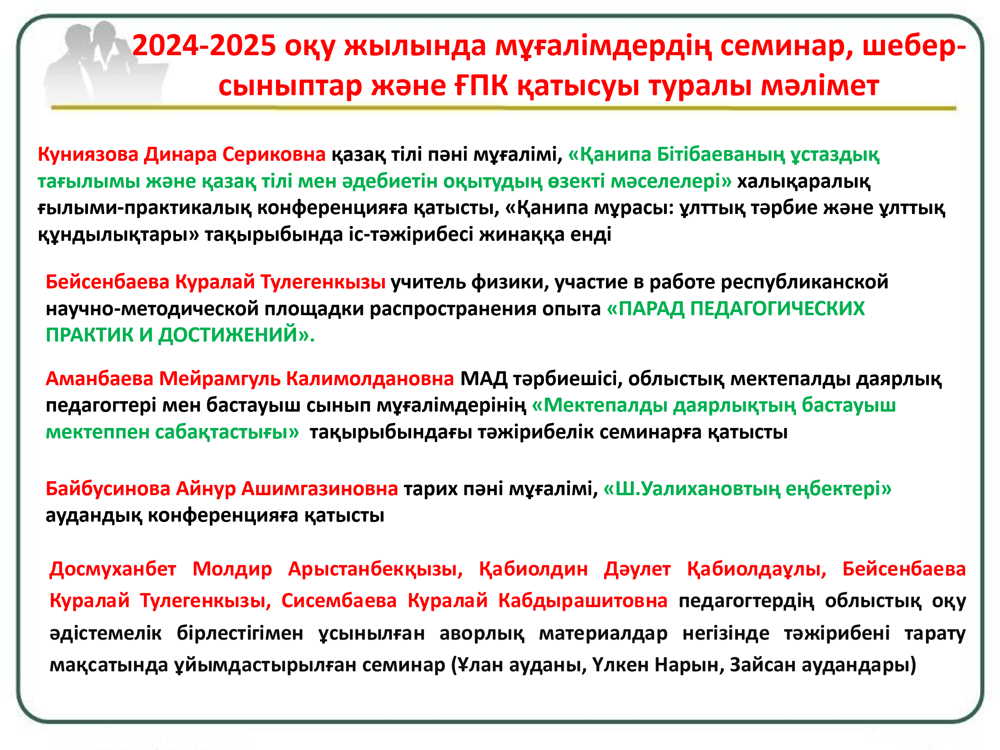 2024-2025 оқу жылында мұғалімдердің семинар, шебер-
сыныптар және ҒПК қатысуы туралы мәлімет
Куниязова Динара Сериковна қазақ тілі пәні мұғалімі, «Қанипа Бітібаеваның ұстаздық
тағылымы және қазақ тілі мен әдебиетін оқытудың өзекті мәселелері» халықаралық
ғылыми-практикалық конференцияға қатысты, «Қанипа мұрасы: ұлттық тәрбие және ұлттық
құндылықтары» тақырыбында іс-тәжірибесі жинаққа енді
Бейсенбаева Куралай Тулегенкызы учитель физики, участие в работе республиканской
научно-методической площадки распространения опыта «ПАРАД ПЕДАГОГИЧЕСКИХ
ПРАКТИК И ДОСТИЖЕНИЙ».
Аманбаева Мейрамгуль Калимолдановна МАД тәрбиешісі, облыстық мектепалды даярлық
педагогтері мен бастауыш сынып мұғалімдерінің «Мектепалды даярлықтың бастауыш
мектеппен сабақтастығы» тақырыбындағы тәжірибелік семинарға қатысты
Байбусинова Айнур Ашимгазиновна тарих пәні мұғалімі, «Ш.Уалихановтың еңбектері»
аудандық конференцияға қатысты
Досмуханбет Молдир Арыстанбекқызы, Қабиолдин Дәулет Қабиолдаұлы, Бейсенбаева
Куралай Тулегенкызы, Сисембаева Куралай Кабдырашитовна педагогтердің облыстық оқу
әдістемелік бірлестігімен ұсынылған аворлық материалдар негізінде тәжірибені тарату
мақсатында ұйымдастырылған семинар (Ұлан ауданы, Үлкен Нарын, Зайсан аудандары)